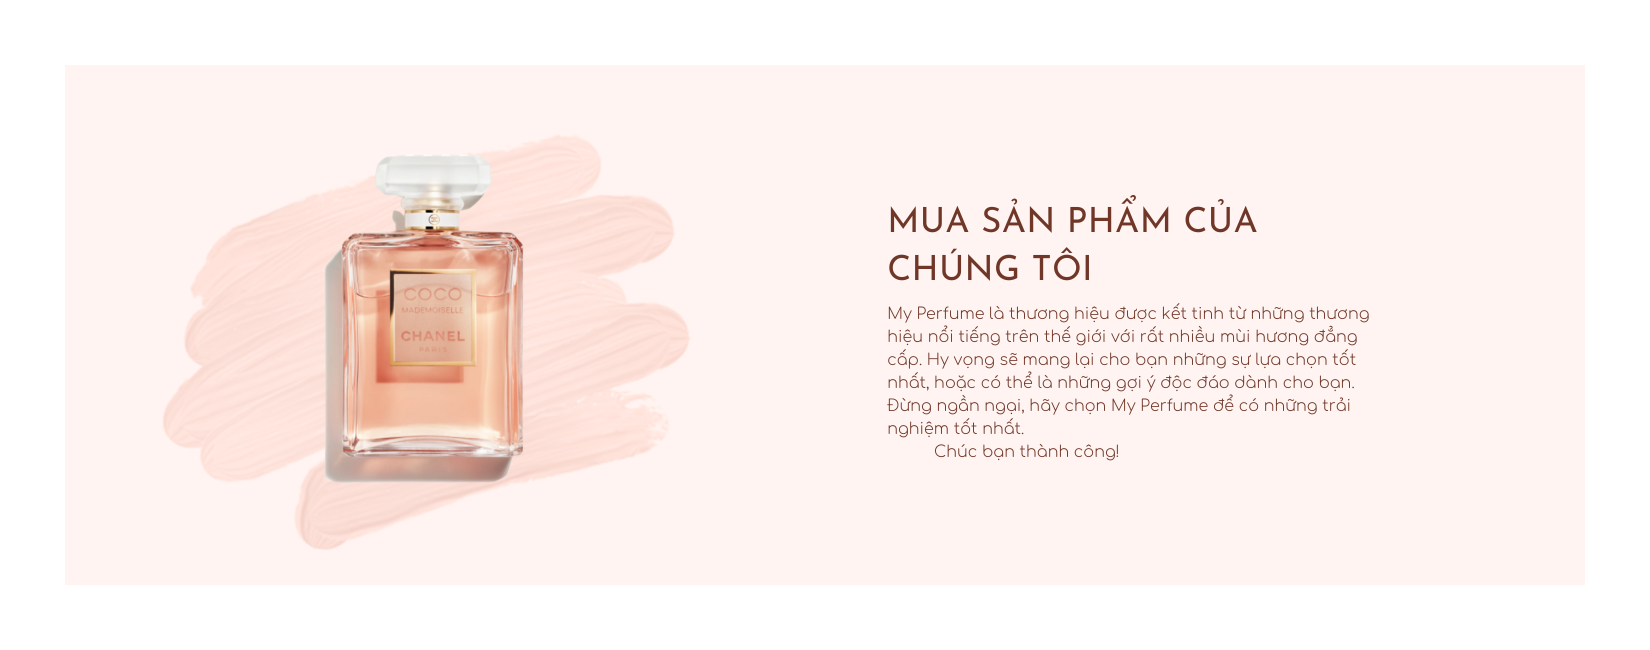 COCO
MADEMOISELLE
CHANEL
PARIS
MUA SẢN PHẨM CỦA
CHÚNG TÔI
My Perfume là thương hiệu được kết tinh từ những thương
hiệu nổi tiếng trên thế giới với rất nhiều mùi hương đẳng
cấp. Hy vọng sẽ mang lại cho bạn những sự lựa chọn tốt
nhất, hoặc có thể là những gợi ý độc đáo dành cho bạn.
Đừng ngần ngại, hãy chọn My Perfume để có những trải
nghiệm tốt nhất.
Chúc bạn thành công!